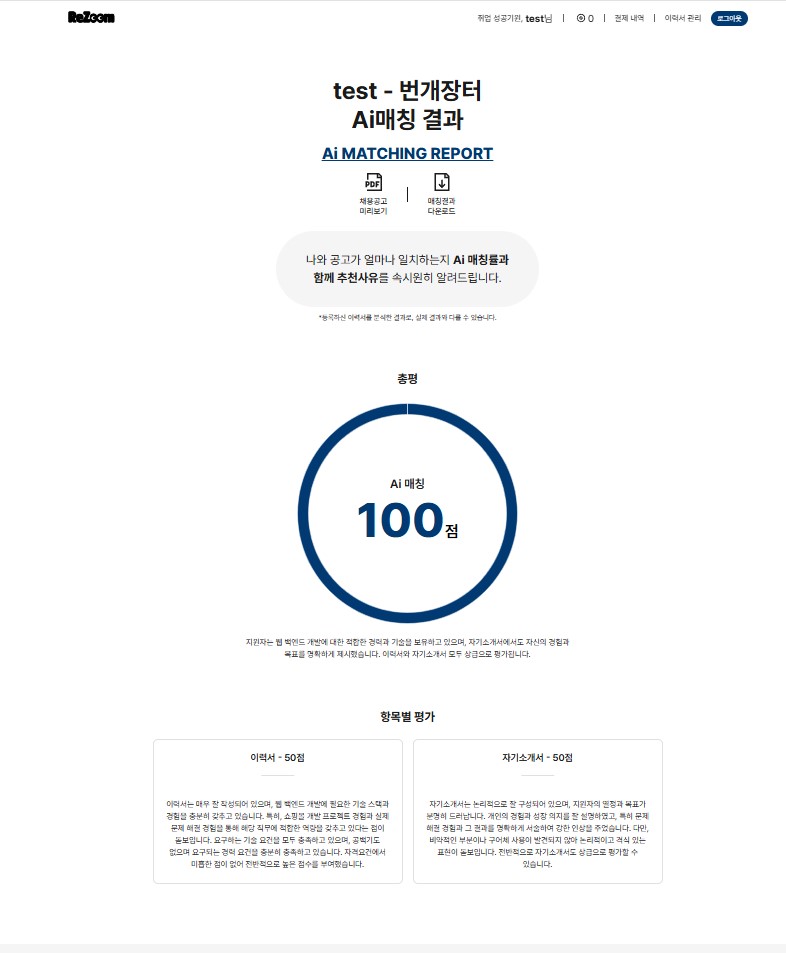 ReZoom
취업 성공기원, test님 | 0 | 결제 내역 | 이력서 관리 로그아웃
test - 번개장터
Ai매칭 결과
Ai MATCHING REPORT
PDF
채용공고
미리보기
매칭결과
다운로드
나와 공고가 얼마나 일치하는지 Ai 매칭률과
함께 추천사유를 속시원히 알려드립니다.
*등록하신 이력서를 분석한 결과로, 실제 결과와 다를 수 있습니다.
총평
Ai 매칭
100점
지원자는 웹 백엔드 개발에 대한 적합한 경력과 기술을 보유하고 있으며, 자기소개서에서도 자신의 경험과
목표를 명확하게 제시했습니다. 이력서와 자기소개서 모두 상급으로 평가됩니다.
항목별 평가
이력서 - 50점
이력서는 매우 잘 작성되어 있으며, 웹 백엔드 개발에 필요한 기술 스택과
경험을 충분히 갖추고 있습니다. 특히, 쇼핑몰 개발 프로젝트 경험과 실제
문제 해결 경험을 통해 해당 직무에 적합한 역량을 갖추고 있다는 점이
돋보입니다. 요구하는 기술 요건을 모두 충족하고 있으며, 공백기도
없으며 요구되는 경력 요건을 충분히 충족하고 있습니다. 자격요건에서
미흡한 점이 없어 전반적으로 높은 점수를 부여했습니다.
자기소개서 - 50점
자기소개서는 논리적으로 잘 구성되어 있으며, 지원자의 열정과 목표가
분명히 드러납니다. 개인의 경험과 성장 의지를 잘 설명하였고, 특히 문제
해결 경험과 그 결과를 명확하게 서술하여 강한 인상을 주었습니다. 다만,
비약적인 부분이나 구어체 사용이 발견되지 않아 논리적이고 격식 있는
표현이 돋보입니다. 전반적으로 자기소개서도 상급으로 평가할 수
있습니다.